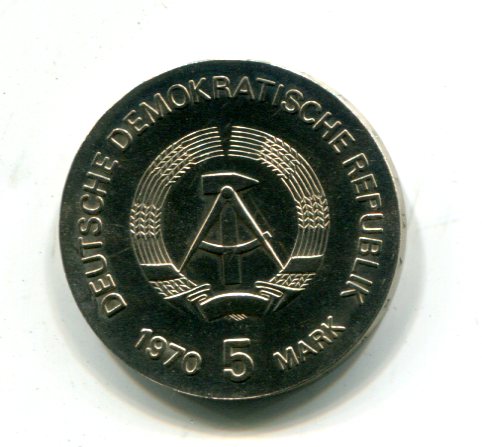 DEUTSCHE DEMOKRATISCHE REPUBLIK
1970 5 MARK